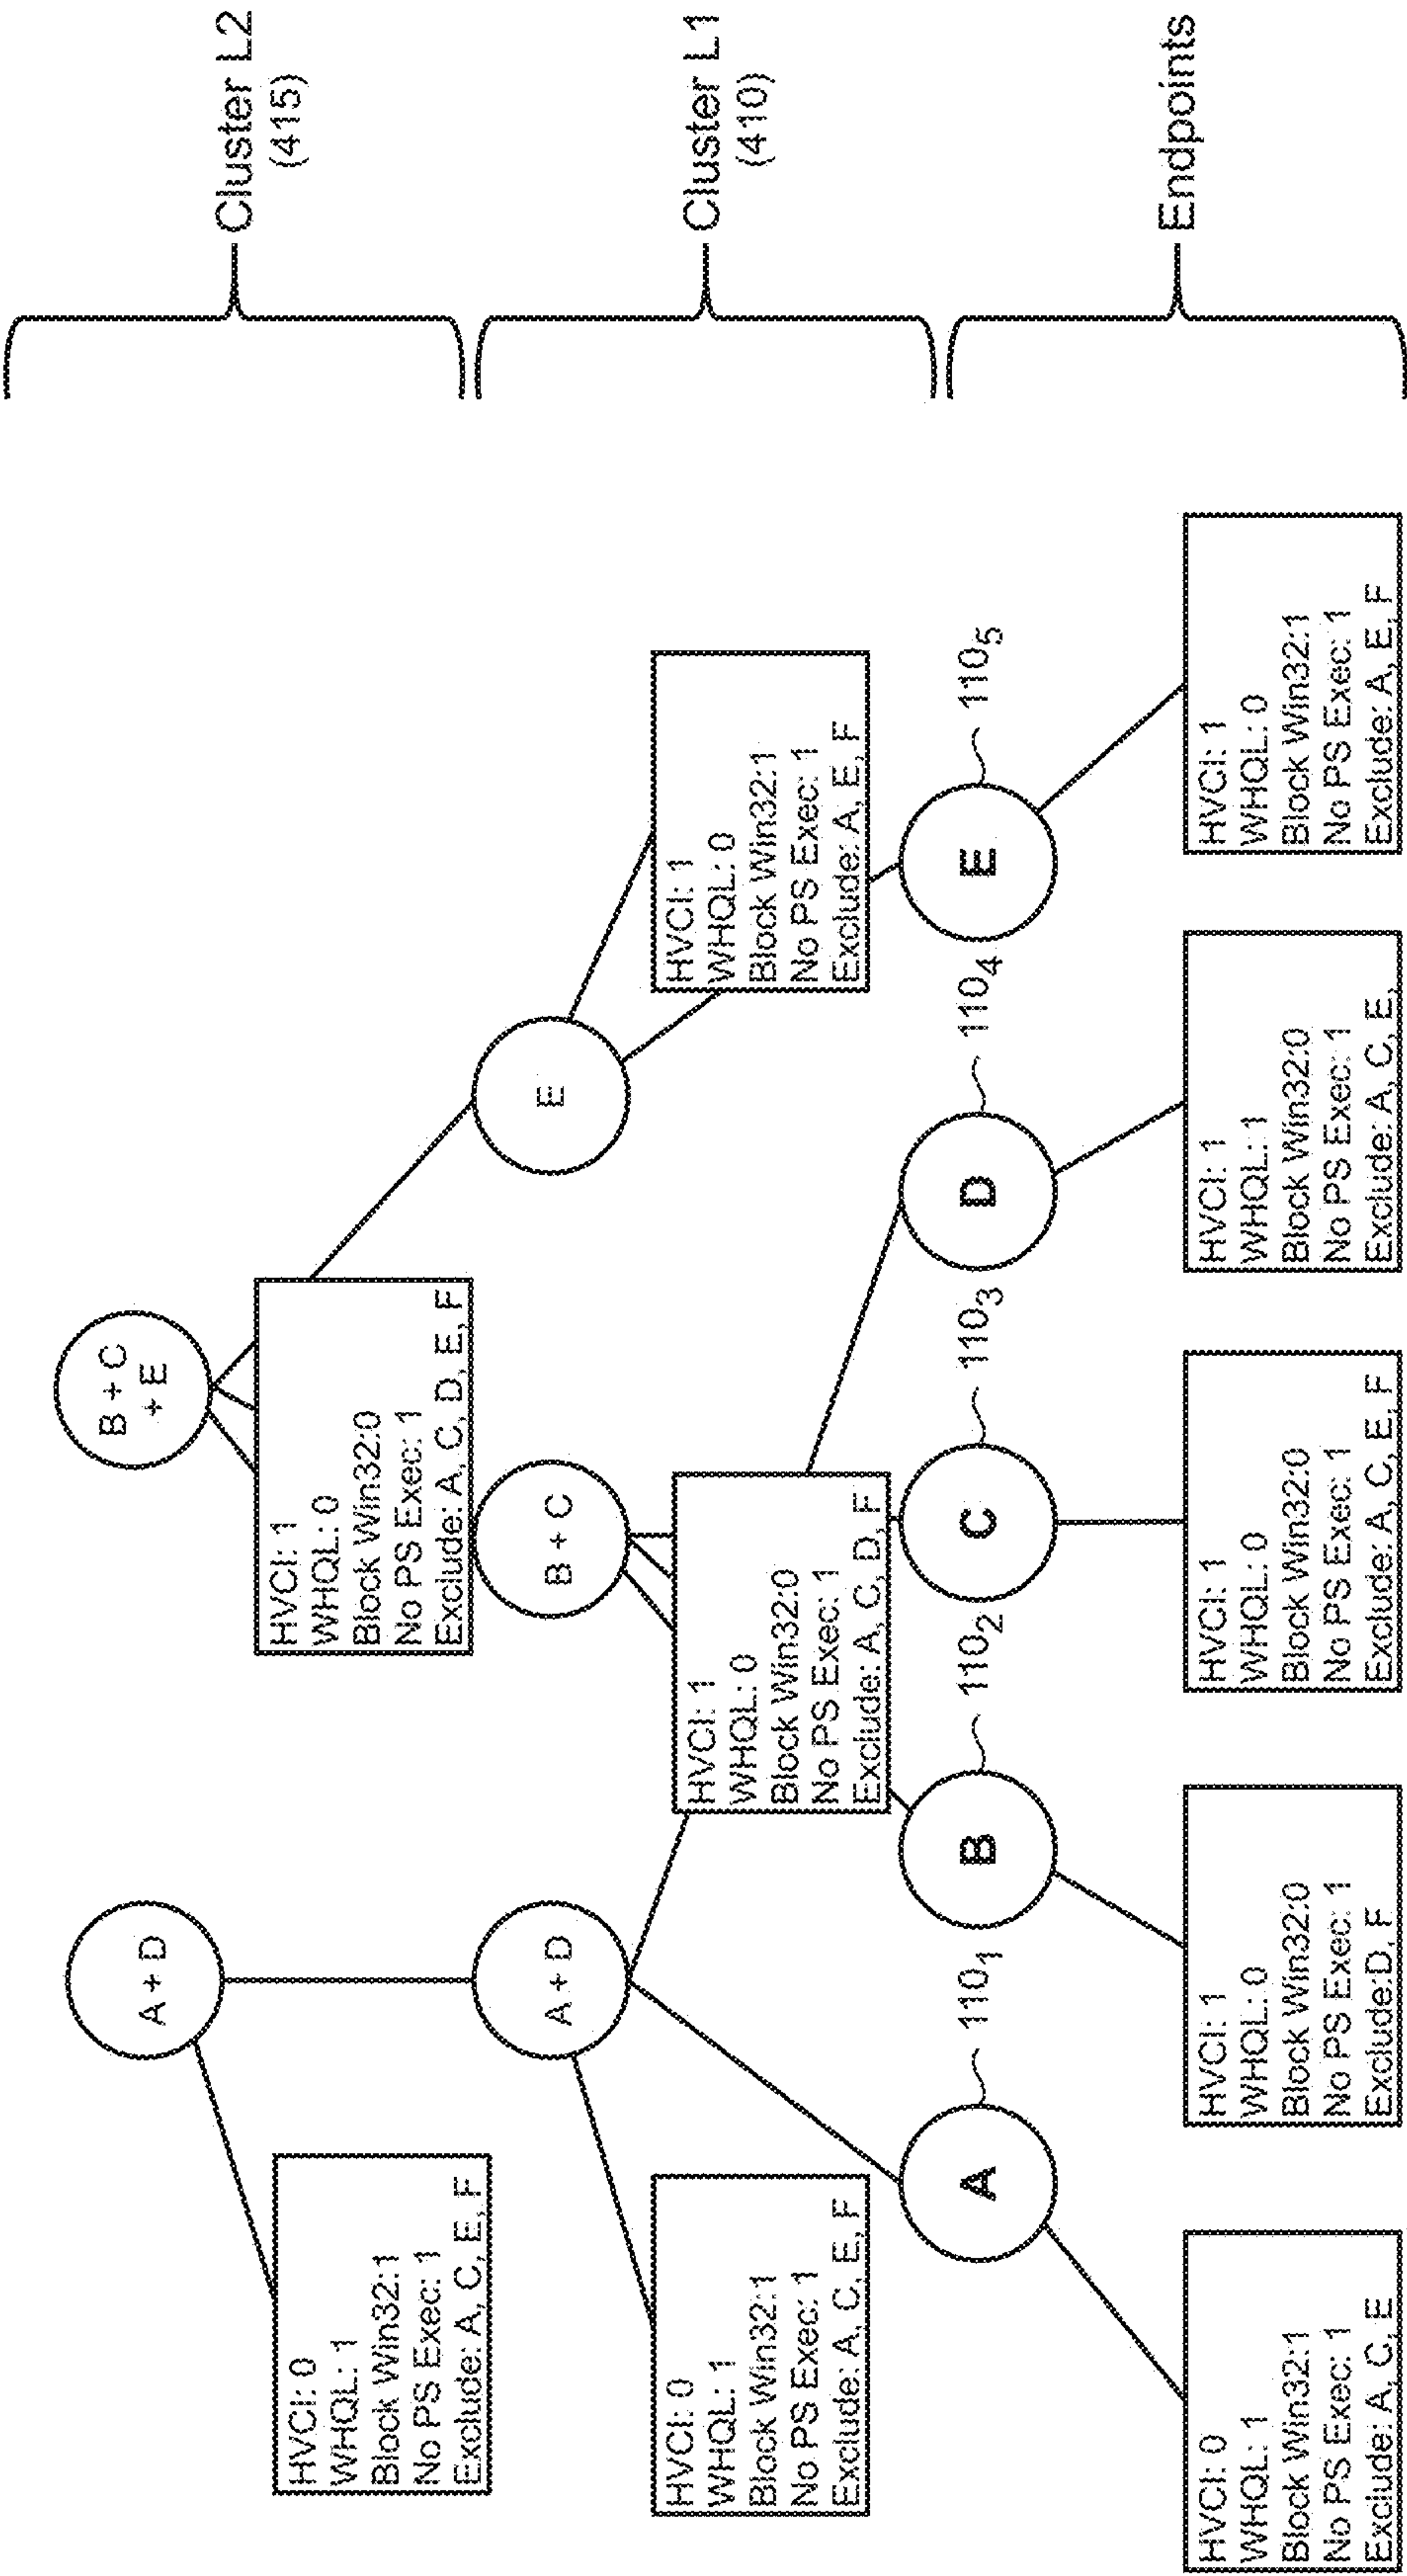 A + D
B + C
+ E
Cluster L2
(415)
HVCI: 0
WHQL: 1
Block Win32:1
No PS Exec: 1
Exclude: A, C, E, F
HVCI: 1
WHQL: 0
Block Win32:0
No PS Exec: 1
Exclude: A, C, D, E, F
A + D
B + C
E
Cluster L1
(410)
HVCI: 0
WHQL: 1
Block Win32:1
No PS Exec: 1
Exclude: A, C, E, F
HVCI: 1
WHQL: 0
Block Win32:0
No PS Exec: 1
Exclude: A, C, D, F
HVCI: 1
WHQL: 0
Block Win32:1
No PS Exec: 1
Exclude: A, E, F
A
110₁
B
110₂
C
110₃
D
110₄
E
110₅
Endpoints
HVCI: 0
WHQL: 1
Block Win32:1
No PS Exec: 1
Exclude: A, C, E
HVCI: 1
WHQL: 0
Block Win32:0
No PS Exec: 1
Exclude:D, F
HVCI: 1
WHQL: 0
Block Win32:0
No PS Exec: 1
Exclude: A, C, E, F
HVCI: 1
WHQL: 1
Block Win32:0
No PS Exec: 1
Exclude: A, C, E,
HVCI: 1
WHQL: 0
Block Win32:1
No PS Exec: 1
Exclude: A, E, F